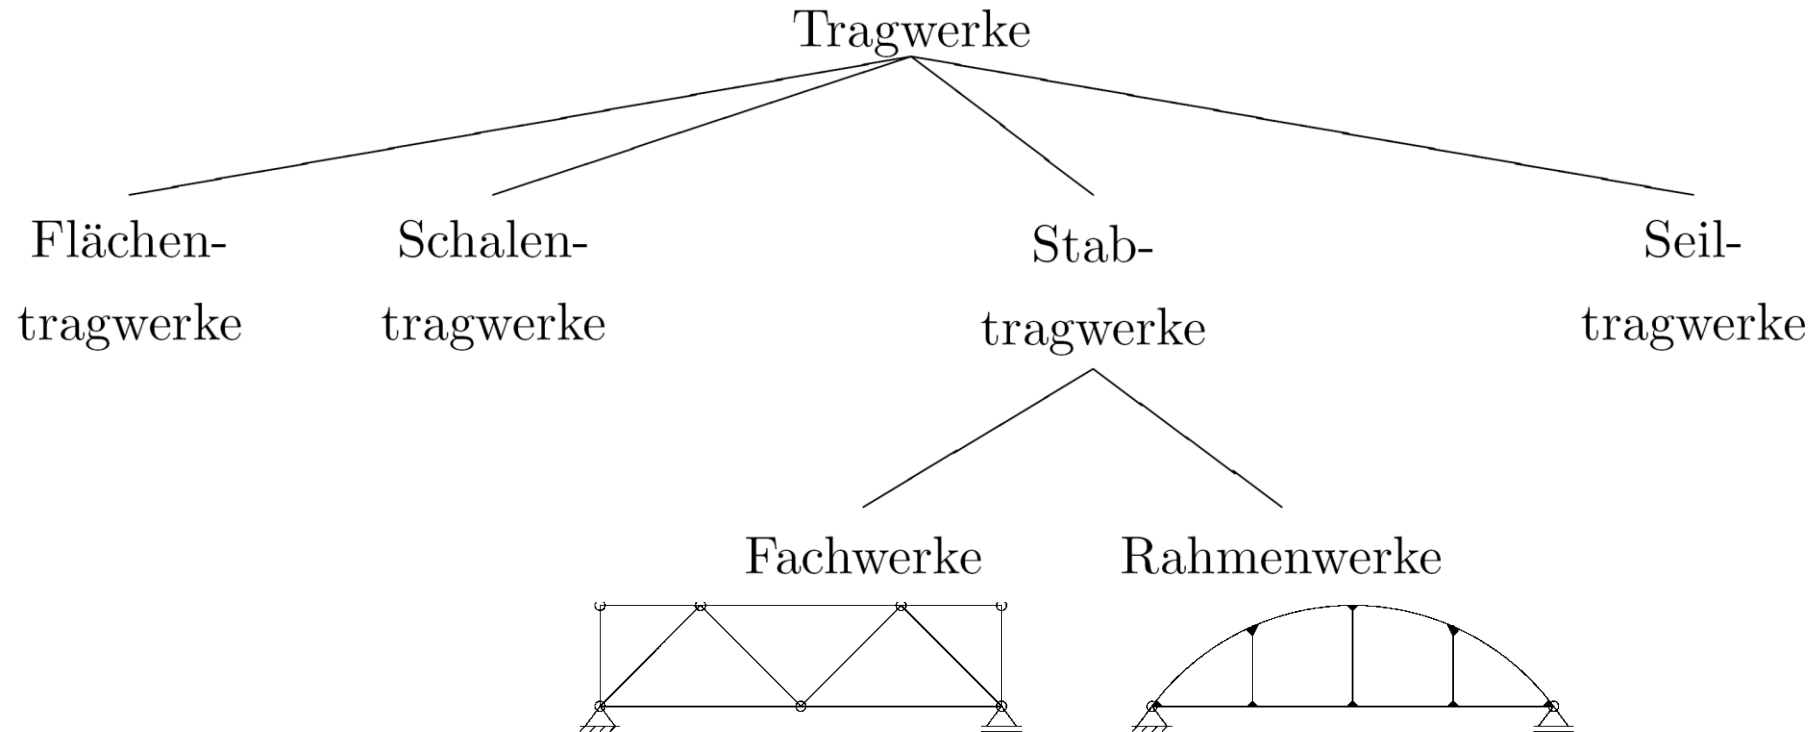 Tragwerke
Flächen-
tragwerke
Schalen-
tragwerke
Stab-
tragwerke
Seil-
tragwerke
Fachwerke
Rahmenwerke